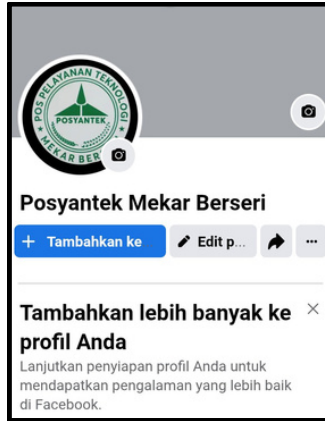 POS PELAYANAN TEKNOLOGI
POSYANTEK
MEKAR BER
Posyantek Mekar Berseri
+ Tambahkan ke
Edit p...
Tambahkan lebih banyak ke
profil Anda
Lanjutkan penyiapan profil Anda untuk
mendapatkan pengalaman yang lebih baik
di Facebook.